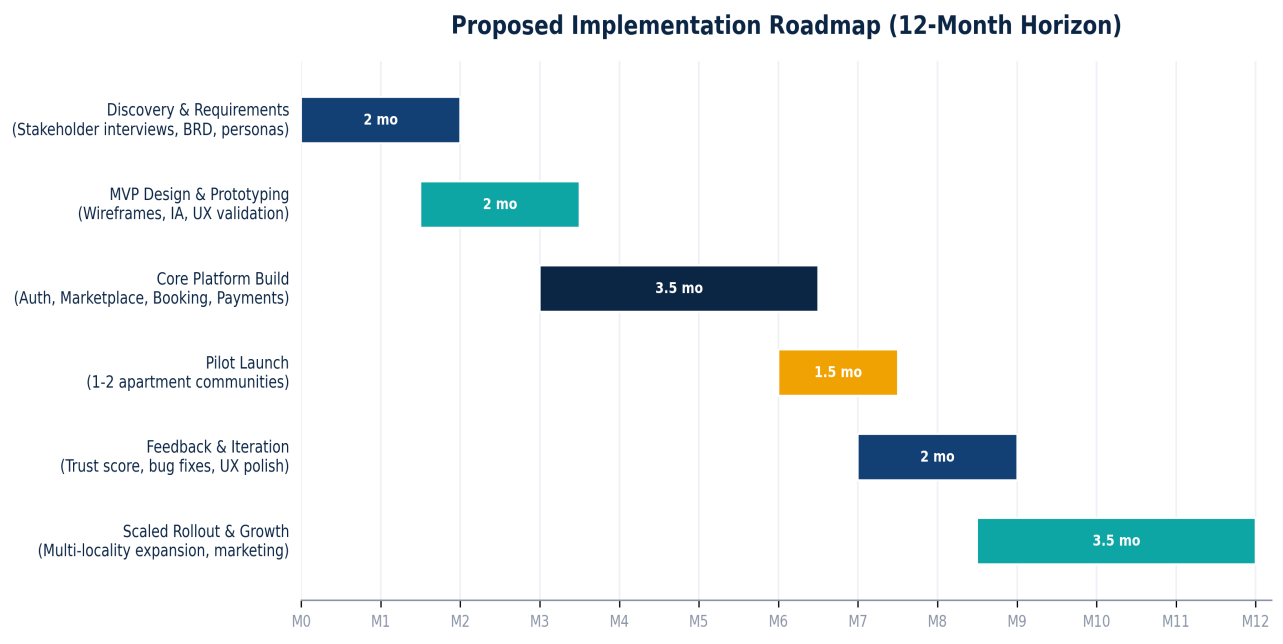 Proposed Implementation Roadmap (12-Month Horizon)
Discovery & Requirements
(Stakeholder interviews, BRD, personas)
2 mo
MVP Design & Prototyping
(Wireframes, IA, UX validation)
2 mo
Core Platform Build
(Auth, Marketplace, Booking, Payments)
3.5 mo
Pilot Launch
(1-2 apartment communities)
1.5 mo
Feedback & Iteration
(Trust score, bug fixes, UX polish)
2 mo
Scaled Rollout & Growth
(Multi-locality expansion, marketing)
3.5 mo
M0 M1 M2 M3 M4 M5 M6 M7 M8 M9 M10 M11 M12